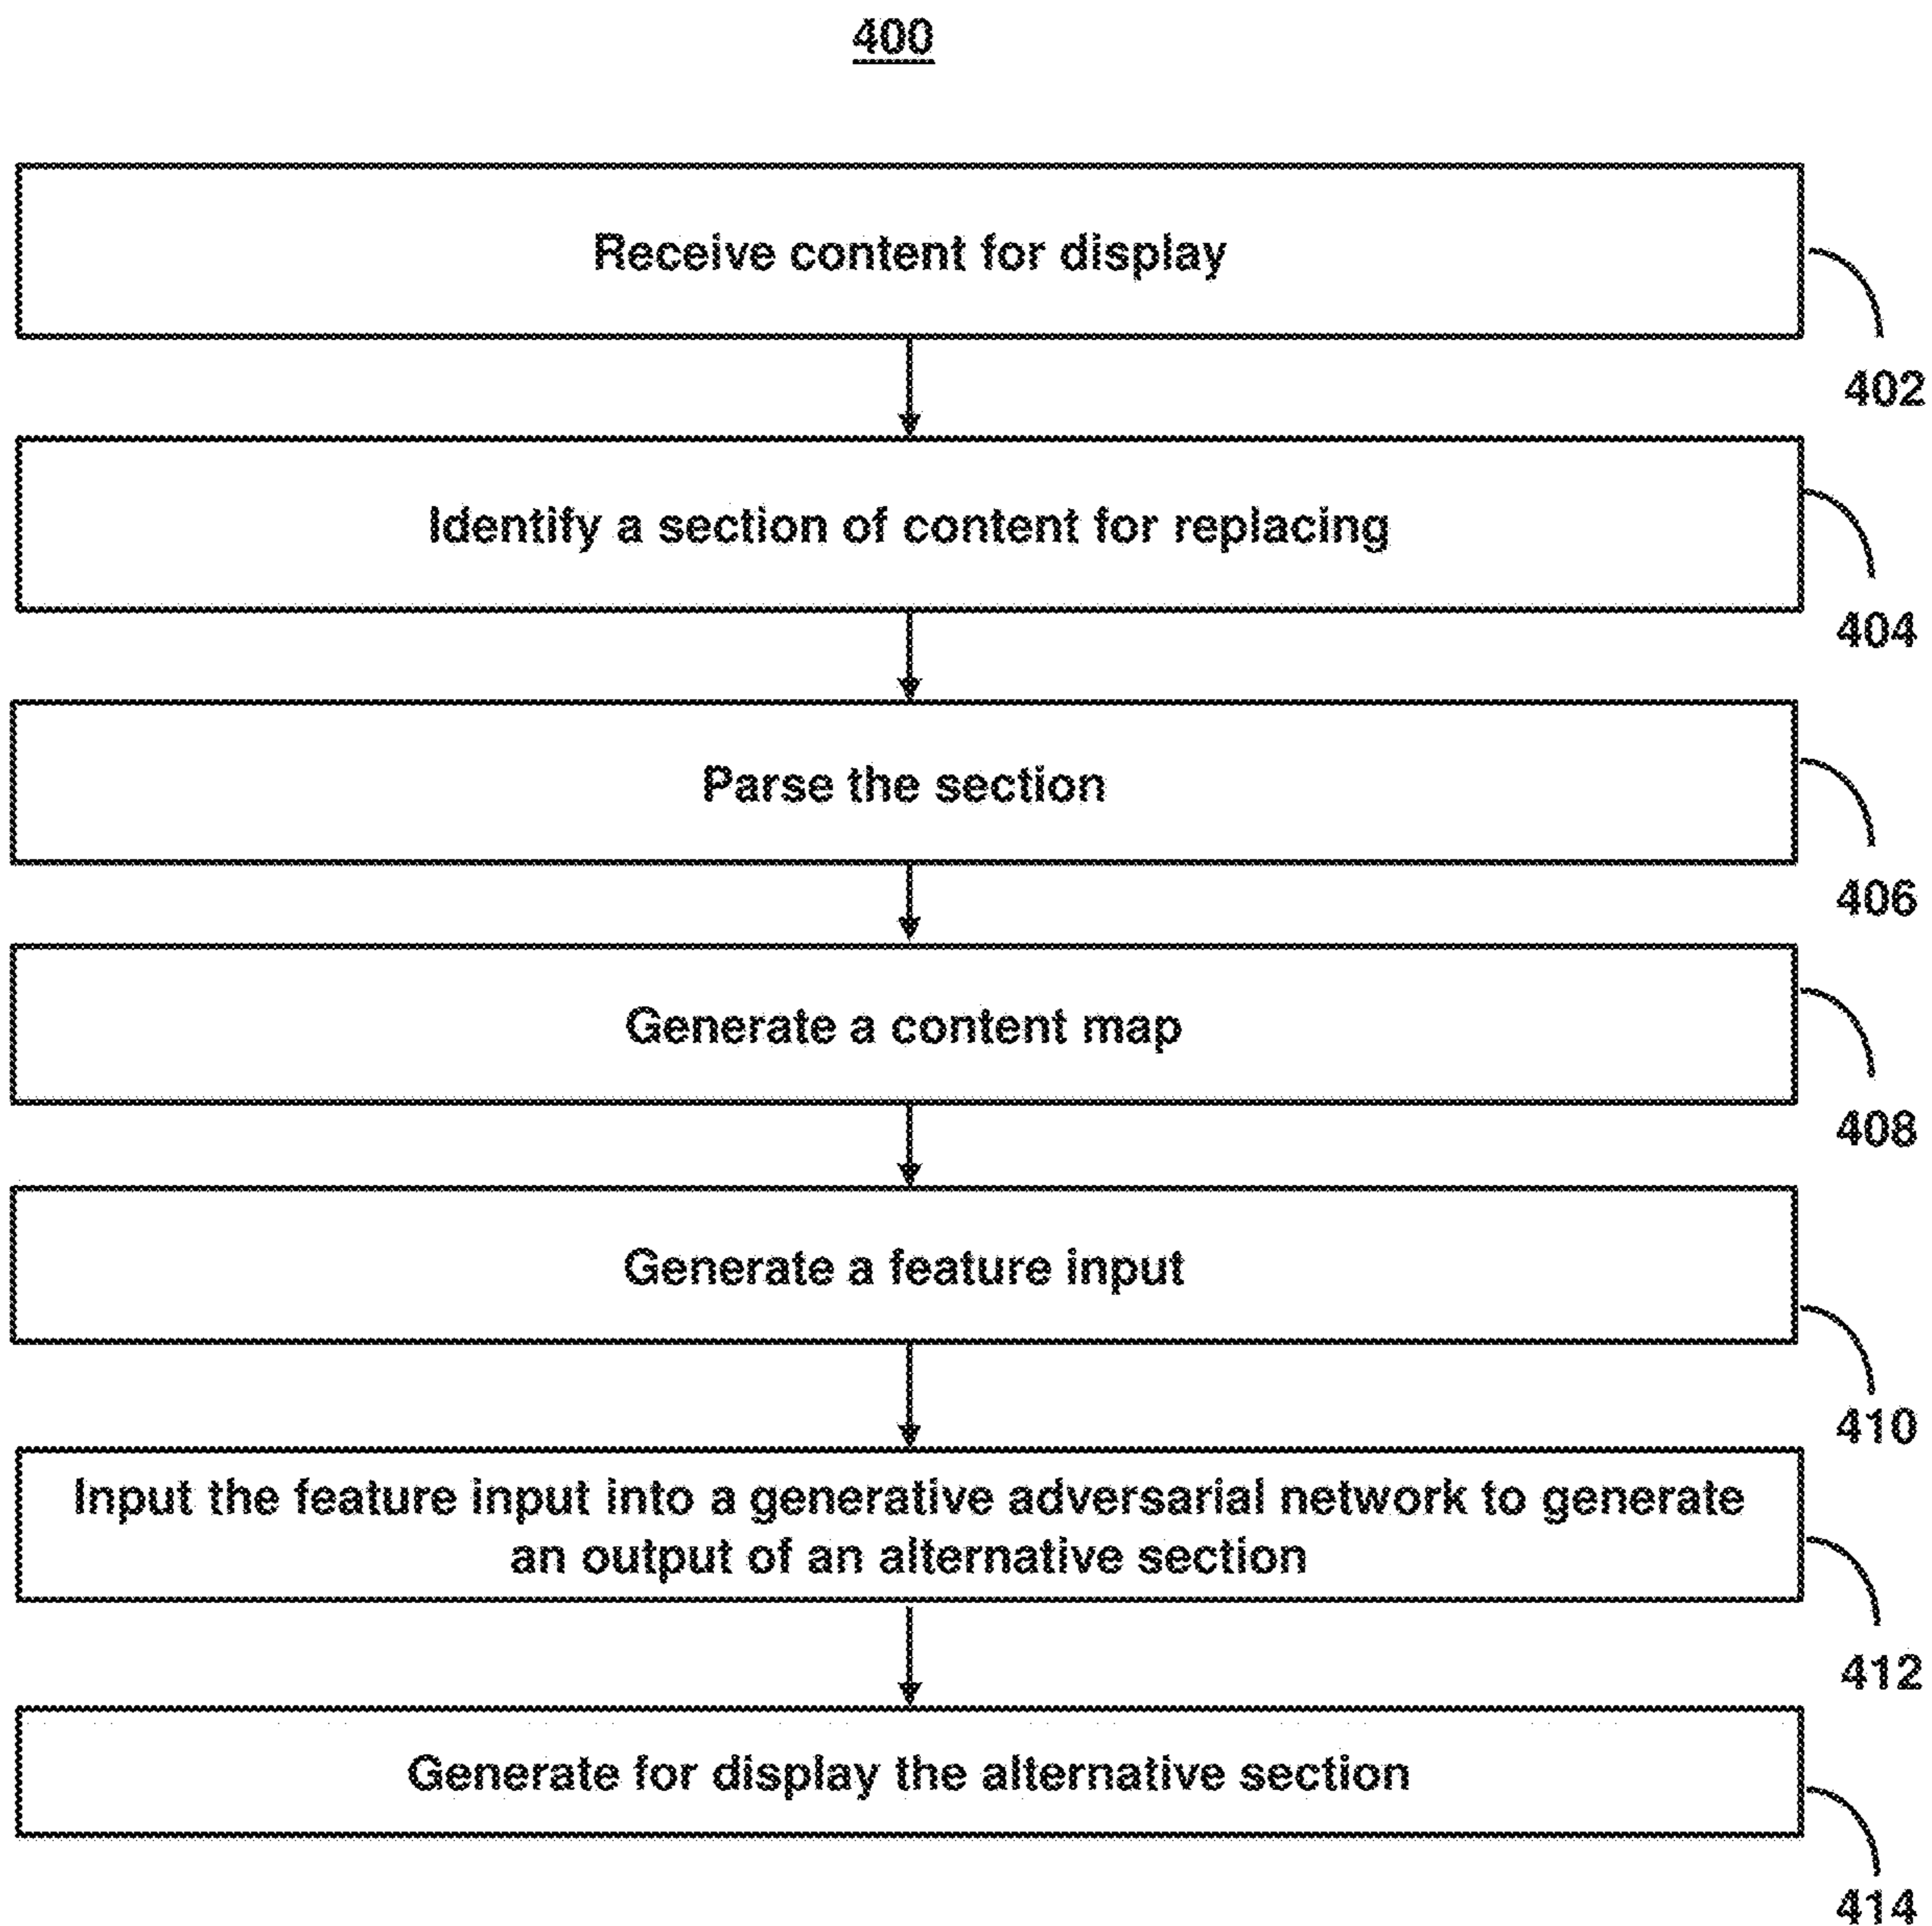 400
Receive content for display
402
Identify a section of content for replacing
404
Parse the section
406
Generate a content map
408
Generate a feature input
410
Input the feature input into a generative adversarial network to generate
an output of an alternative section
412
Generate for display the alternative section
414